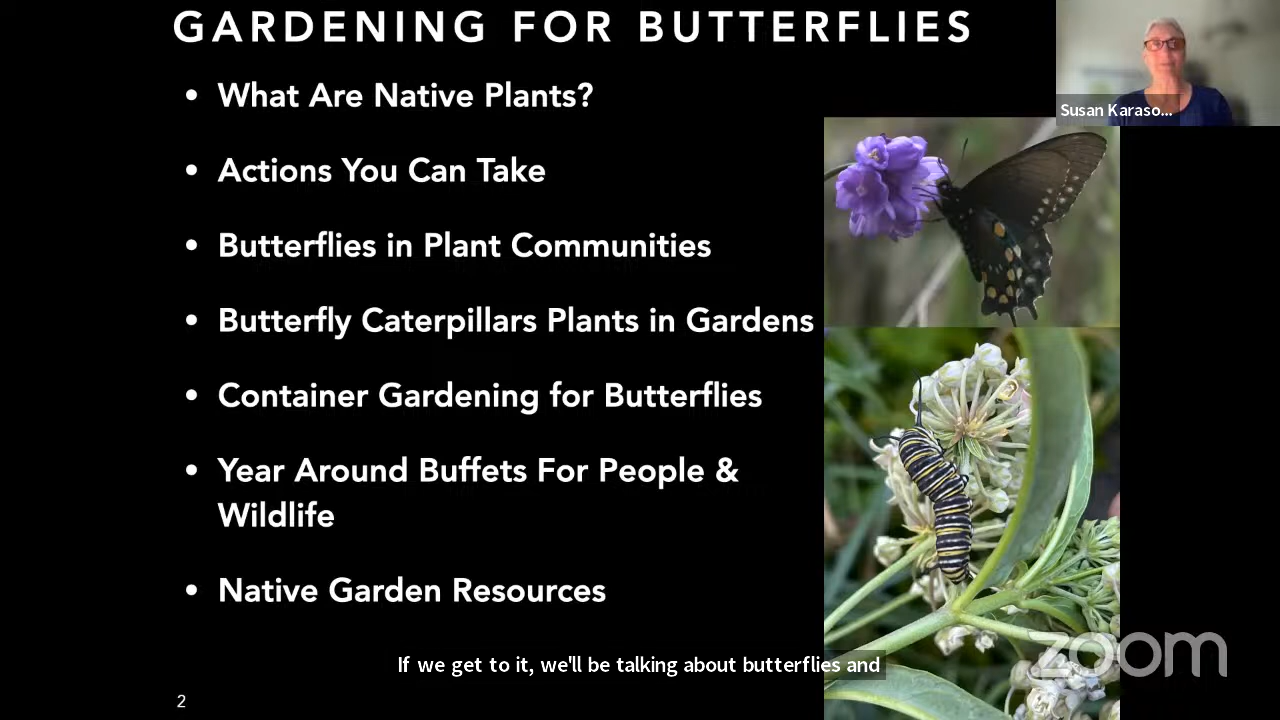 GARDENING FOR BUTTERFLIES
• What Are Native Plants?
• Actions You Can Take
• Butterflies in Plant Communities
• Butterfly Caterpillars Plants in Gardens
• Container Gardening for Butterflies
• Year Around Buffets For People &
Wildlife
• Native Garden Resources
Susan Karaso...
If we get to it, we'll be talking about butterflies and
zoom
2